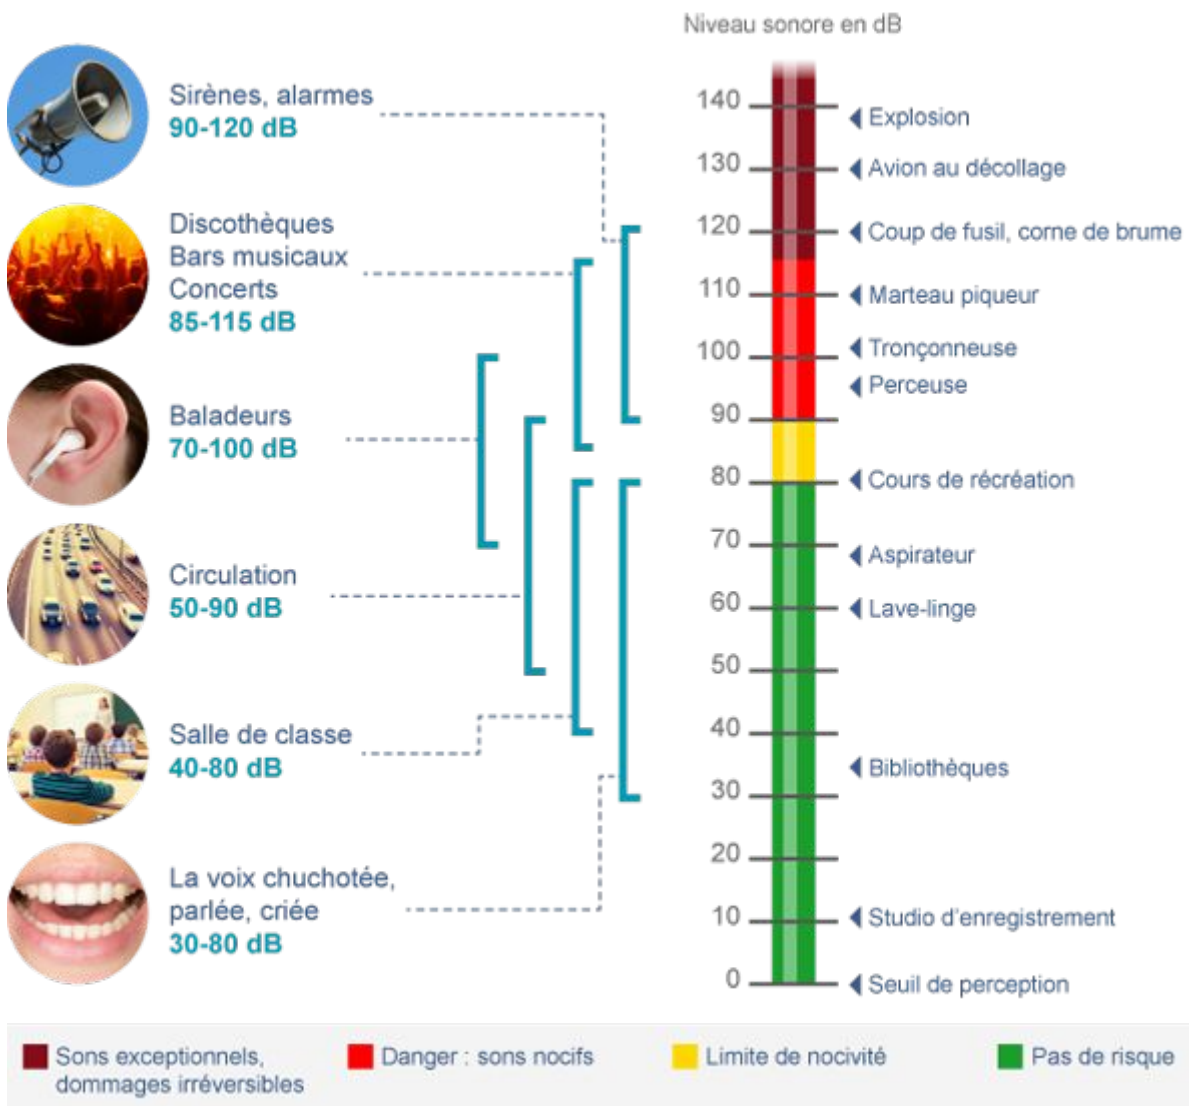 Niveau sonore en dB
Sirènes, alarmes
90-120 dB
Discothèques
Bars musicaux
Concerts
85-115 dB
Baladeurs
70-100 dB
Circulation
50-90 dB
Salle de classe
40-80 dB
La voix chuchotée,
parlée, criée
30-80 dB
140
Explosion
130
Avion au décollage
120
Coup de fusil, corne de brume
110
Marteau piqueur
100
Tronçonneuse
Perceuse
90
80
Cours de récréation
70
Aspirateur
60
Lave-linge
50
40
Bibliothèques
30
20
10
Studio d'enregistrement
0
Seuil de perception
Sons exceptionnels,
dommages irréversibles
Danger : sons nocifs
Limite de nocivité
Pas de risque